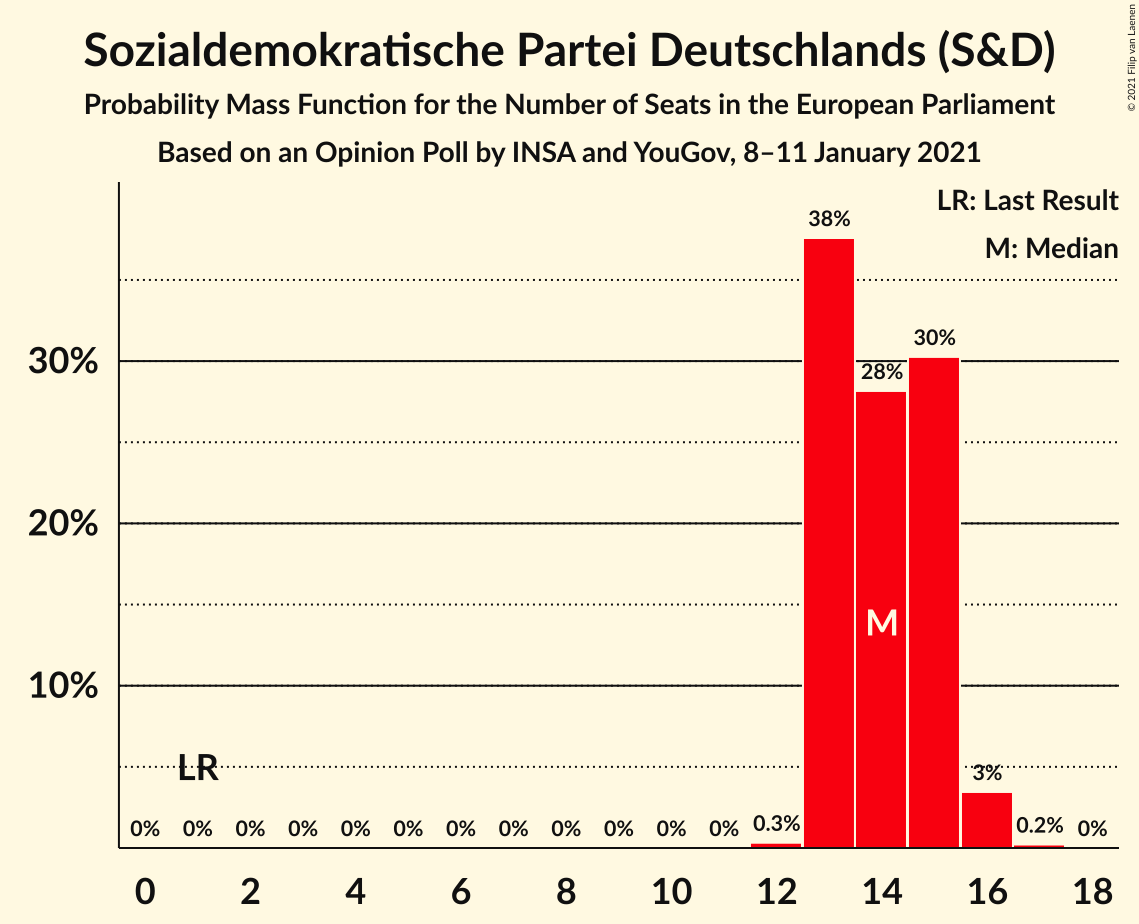 Sozialdemokratische Partei Deutschlands (S&D)
Probability Mass Function for the Number of Seats in the European Parliament
Based on an Opinion Poll by INSA and YouGov, 8–11 January 2021
© 2021 Filip van Laenen
LR: Last Result
M: Median
38%
30%
30%
28%
20%
M
10%
LR
3%
0% 0% 0% 0% 0% 0% 0% 0% 0% 0% 0% 0% 0.3% 0.2% 0%
0 2 4 6 8 10 12 14 16 18